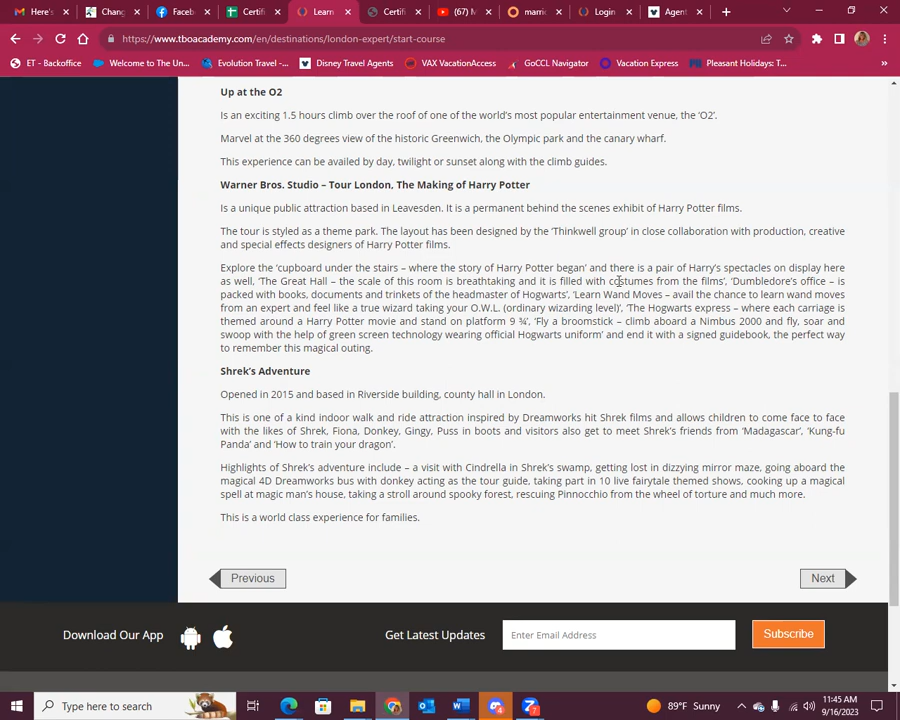 Here's
Chang
Faceb
Certifi
Learn
Certifi
(67) M
marri
Login
Agent
https://www.tboacademy.com/en/destinations/london-expert/start-course
ET - Backoffice
Welcome to The Un...
Evolution Travel -...
Disney Travel Agents
VAX VacationAccess
GoCCL Navigator
Vacation Express
Pleasant Holidays: T...
Up at the O2
Is an exciting 1.5 hours climb over the roof of one of the world's most popular entertainment venue, the 'O2'.
Marvel at the 360 degrees view of the historic Greenwich, the Olympic park and the canary wharf.
This experience can be availed by day, twilight or sunset along with the climb guides.
Warner Bros. Studio – Tour London, The Making of Harry Potter
Is a unique public attraction based in Leavesden. It is a permanent behind the scenes exhibit of Harry Potter films.
The tour is styled as a theme park. The layout has been designed by the 'Thinkwell group' in close collaboration with production, creative
and special effects designers of Harry Potter films.
Explore the 'cupboard under the stairs – where the story of Harry Potter began' and there is a pair of Harry's spectacles on display here
as well, 'The Great Hall – the scale of this room is breathtaking and it is filled with costumes from the films', 'Dumbledore's office – is
packed with books, documents and trinkets of the headmaster of Hogwarts', 'Learn Wand Moves – avail the chance to learn wand moves
from an expert and feel like a true wizard taking your O.W.L. (ordinary wizarding level)', 'The Hogwarts express – where each carriage is
themed around a Harry Potter movie and stand on platform 9 ¾', 'Fly a broomstick – climb aboard a Nimbus 2000 and fly, soar and
swoop with the help of green screen technology wearing official Hogwarts uniform' and end it with a signed guidebook, the perfect way
to remember this magical outing.
Shrek's Adventure
Opened in 2015 and based in Riverside building, county hall in London.
This is one of a kind indoor walk and ride attraction inspired by Dreamworks hit Shrek films and allows children to come face to face
with the likes of Shrek, Fiona, Donkey, Gingy, Puss in boots and visitors also get to meet Shrek's friends from 'Madagascar', 'Kung-fu
Panda' and 'How to train your dragon'.
Highlights of Shrek's adventure include – a visit with Cindrella in Shrek's swamp, getting lost in dizzying mirror maze, going aboard the
magical 4D Dreamworks bus with donkey acting as the tour guide, taking part in 10 live fairytale themed shows, cooking up a magical
spell at magic man's house, taking a stroll around spooky forest, rescuing Pinnocchio from the wheel of torture and much more.
This is a world class experience for families.
Previous
Next
Download Our App
Get Latest Updates
Enter Email Address
Subscribe
Type here to search
89°F Sunny
11:45 AM
9/16/2023